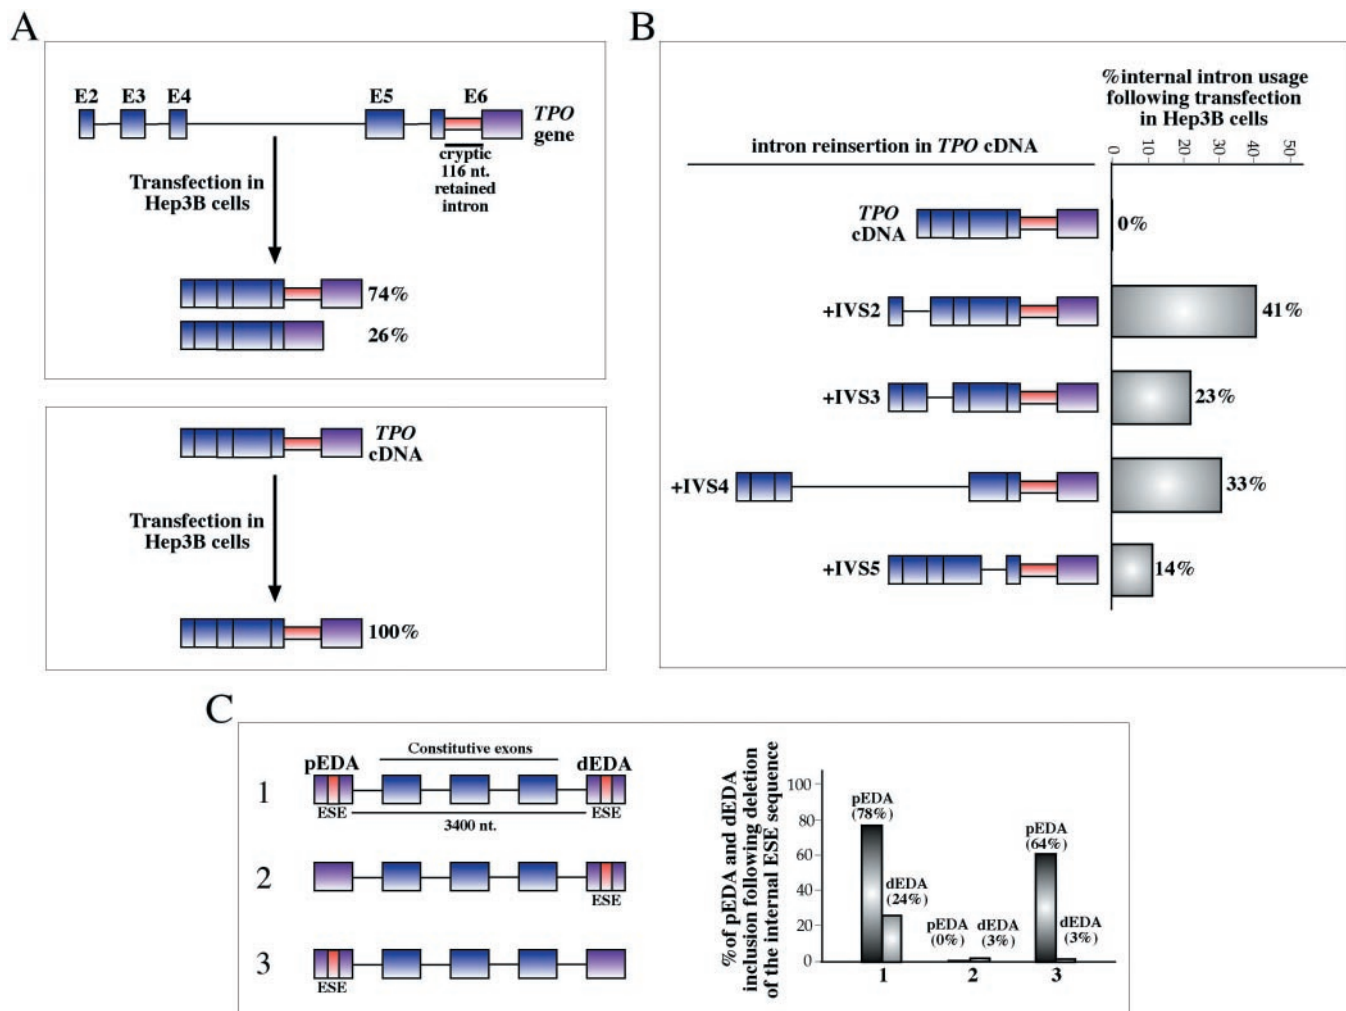 A
E2 E3 E4 E5 E6
TPO
gene
cryptic
116 nt.
retained
intron
Transfection in
Hep3B cells
74%
26%
TPO
cDNA
Transfection in
Hep3B cells
100%
B
%internal intron usage
following transfection
in Hep3B cells
intron reinsertion in TPO cDNA
0 10 20 30 40 50
TPO
cDNA
0%
+IVS2
41%
+IVS3
23%
+IVS4
33%
+IVS5
14%
C
Constitutive exons
pEDA dEDA
1
ESE ESE
3400 nt.
2
ESE
3
ESE
% of pEDA and dEDA
inclusion following deletion
of the internal ESE sequence
100
80
60
40
20
0
pEDA
(78%)
dEDA
(24%)
pEDA
(0%)
dEDA
(3%)
pEDA
(64%)
dEDA
(3%)
1 2 3